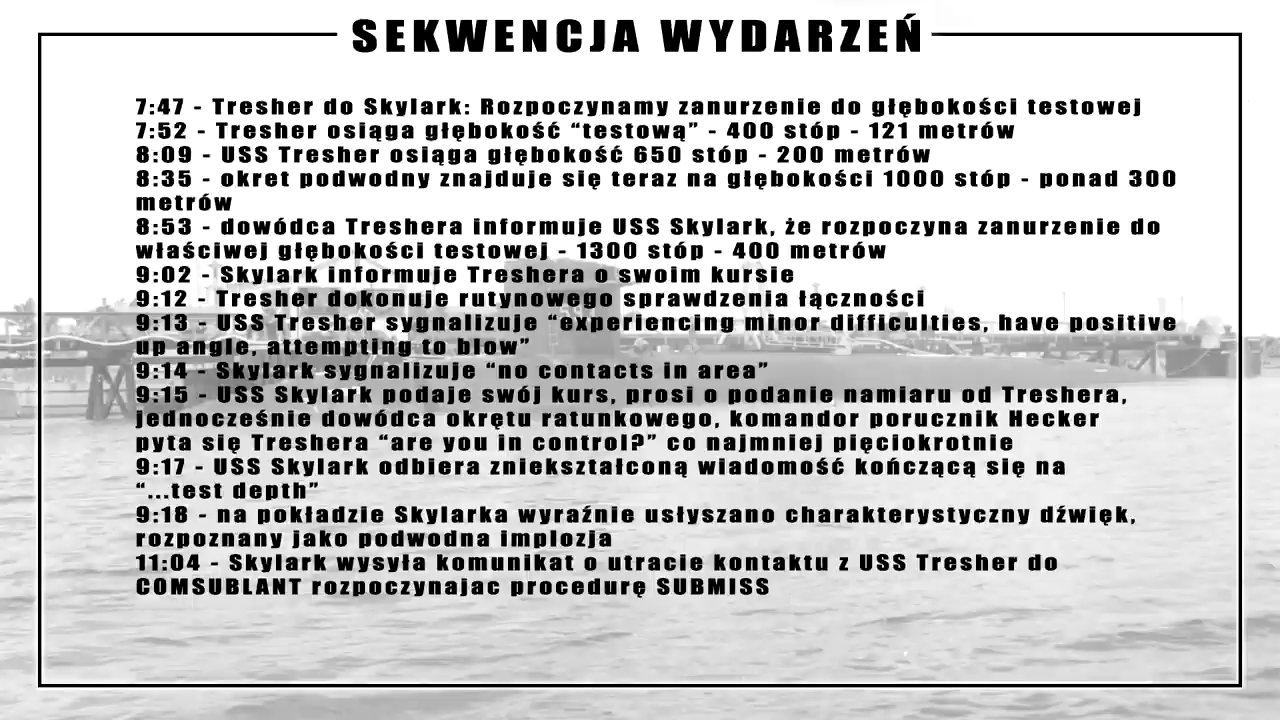 SEKWENCJA WYDARZEŃ
7:47 - Tresher do Skylark: Rozpoczynamy zanurzenie do głębokości testowej
7:52 - Tresher osiąga głębokość “testową” - 400 stóp - 121 metrów
8:09 - USS Tresher osiąga głębokość 650 stóp - 200 metrów
8:35 - okret podwodny znajduje się teraz na głębokości 1000 stóp - ponad 300
metrów
8:53 - dowódca Treshera informuje USS Skylark, że rozpoczyna zanurzenie do
właściwej głębokości testowej - 1300 stóp - 400 metrów
9:02 - Skylark informuje Treshera o swoim kursie
9:12 - Tresher dokonuje rutynowego sprawdzenia łączności
9:13 - USS Tresher sygnalizuje “experiencing minor difficulties, have positive
up angle, attempting to blow”
9:14 - Skylark sygnalizuje “no contacts in area”
9:15 - USS Skylark podaje swój kurs, prosi o podanie namiaru od Treshera,
jednocześnie dowódca okrętu ratunkowego, komandor porucznik Hecker
pyta się Treshera “are you in control?” co najmniej pięciokrotnie
9:17 - USS Skylark odbiera zniekształconą wiadomość kończącą się na
“...test depth”
9:18 - na pokładzie Skylarka wyraźnie usłyszano charakterystyczny dźwięk,
rozpoznany jako podwodna implozja
11:04 - Skylark wysyła komunikat o utracie kontaktu z USS Tresher do
COMSUBLANT rozpoczynajac procedurę SUBMISS